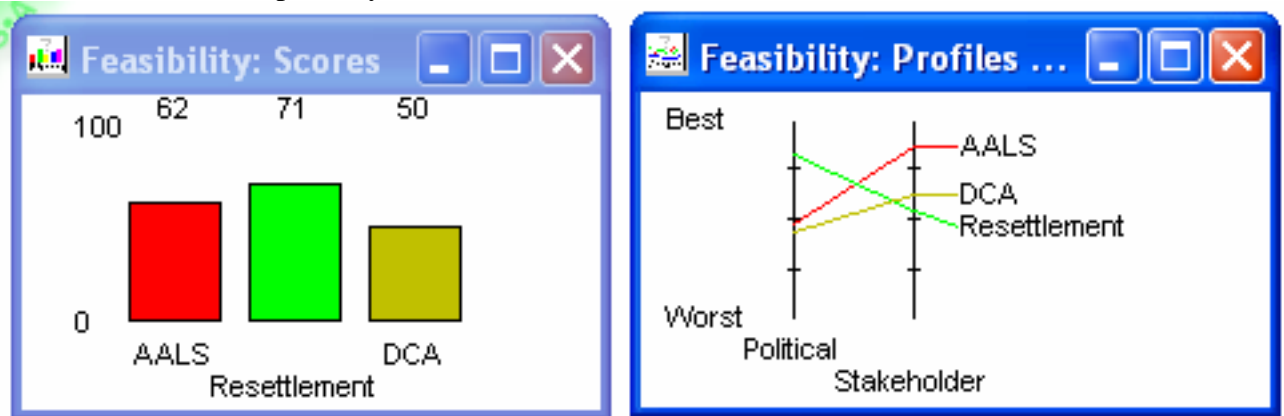 Feasibility: Scores
62 71 50
100
0
AALS DCA
Resettlement
Feasibility: Profiles ...
Best
AALS
DCA
Resettlement
Worst
Political
Stakeholder